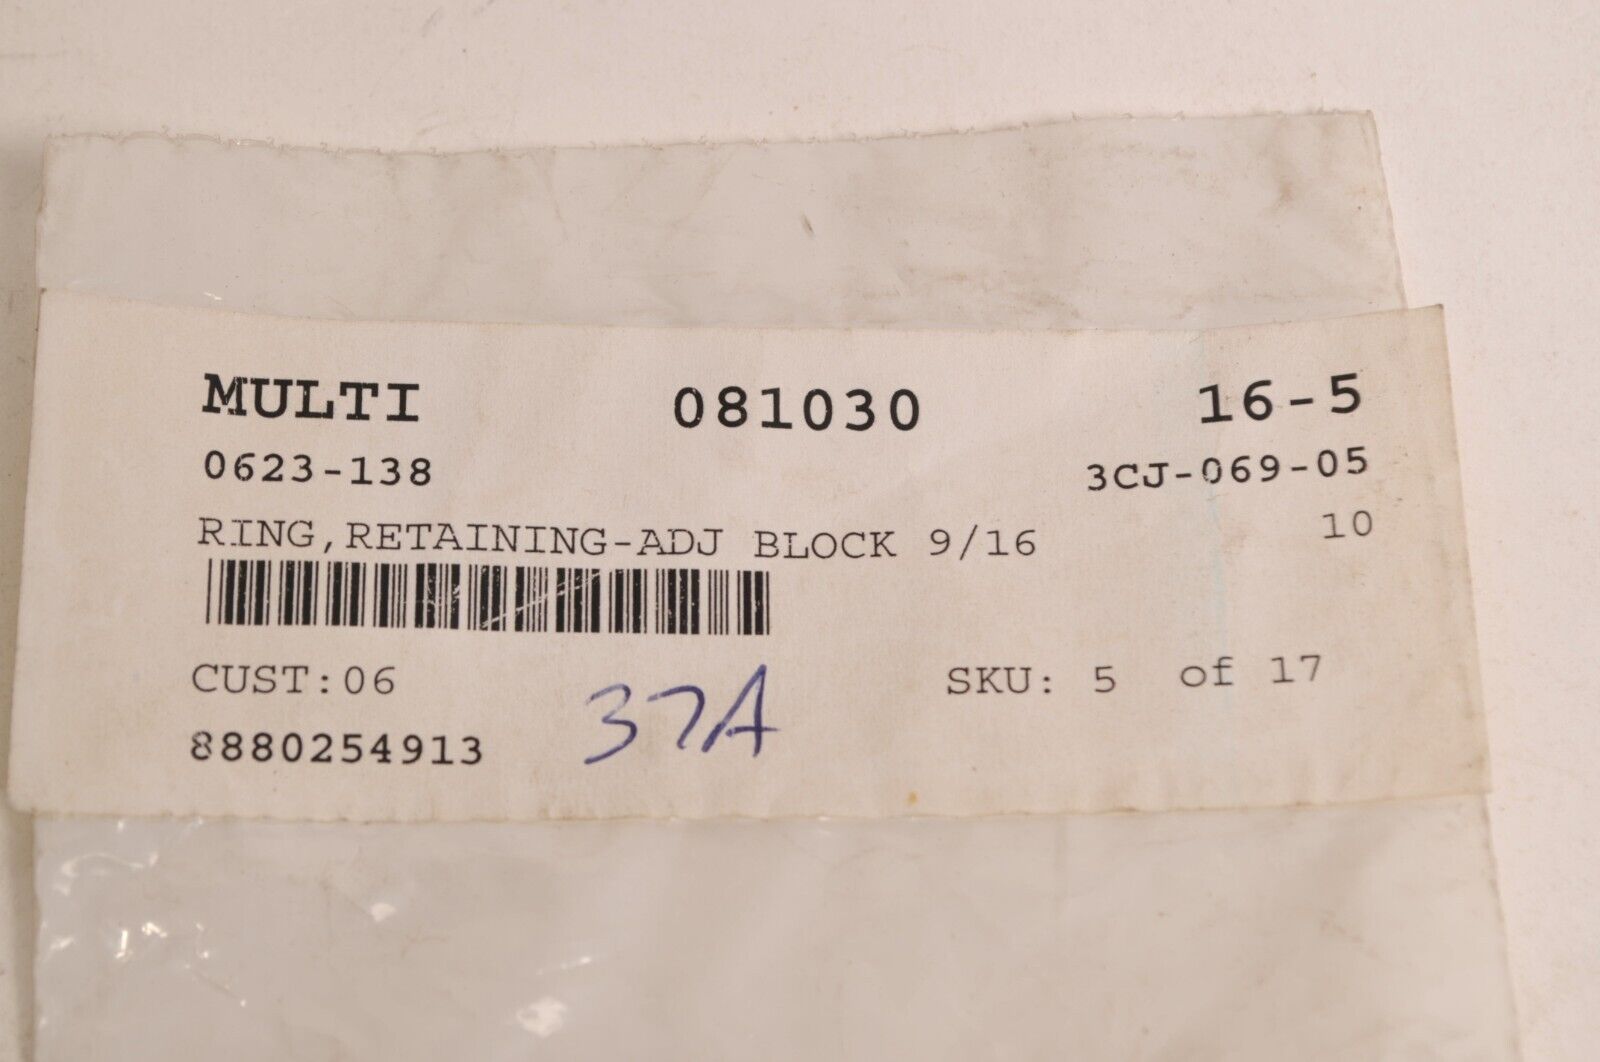 MULTI 081030 16-5
0623-138 3CJ-069-05
RING,RETAINING-ADJ BLOCK 9/16 10
CUST:06 SKU: 5 of 17
8880254913 37A